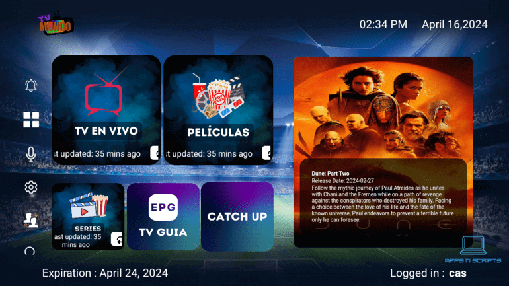 TV
MUNDO
02:34 PM April 16,2024
TV EN VIVO
ast updated: 35 mins ago
PELÍCULAS
ast updated: 35 mins ago
SERIES
ast updated: 35
mins ago
EPG
TV GUIA
CATCH UP
Dune: Part Two
Release Date: 2024-02-27
Follow the mythic journey of Paul Atreides as he unites
with Chani and the Fremen while on a path of revenge
against the conspirators who destroyed his family. Facing
a choice between the love of his life and the fate of the
known universe, Paul endeavors to prevent a terrible future
only he can foresee.
APPS N SCRIPTS
Expiration : April 24, 2024
Logged in : cas